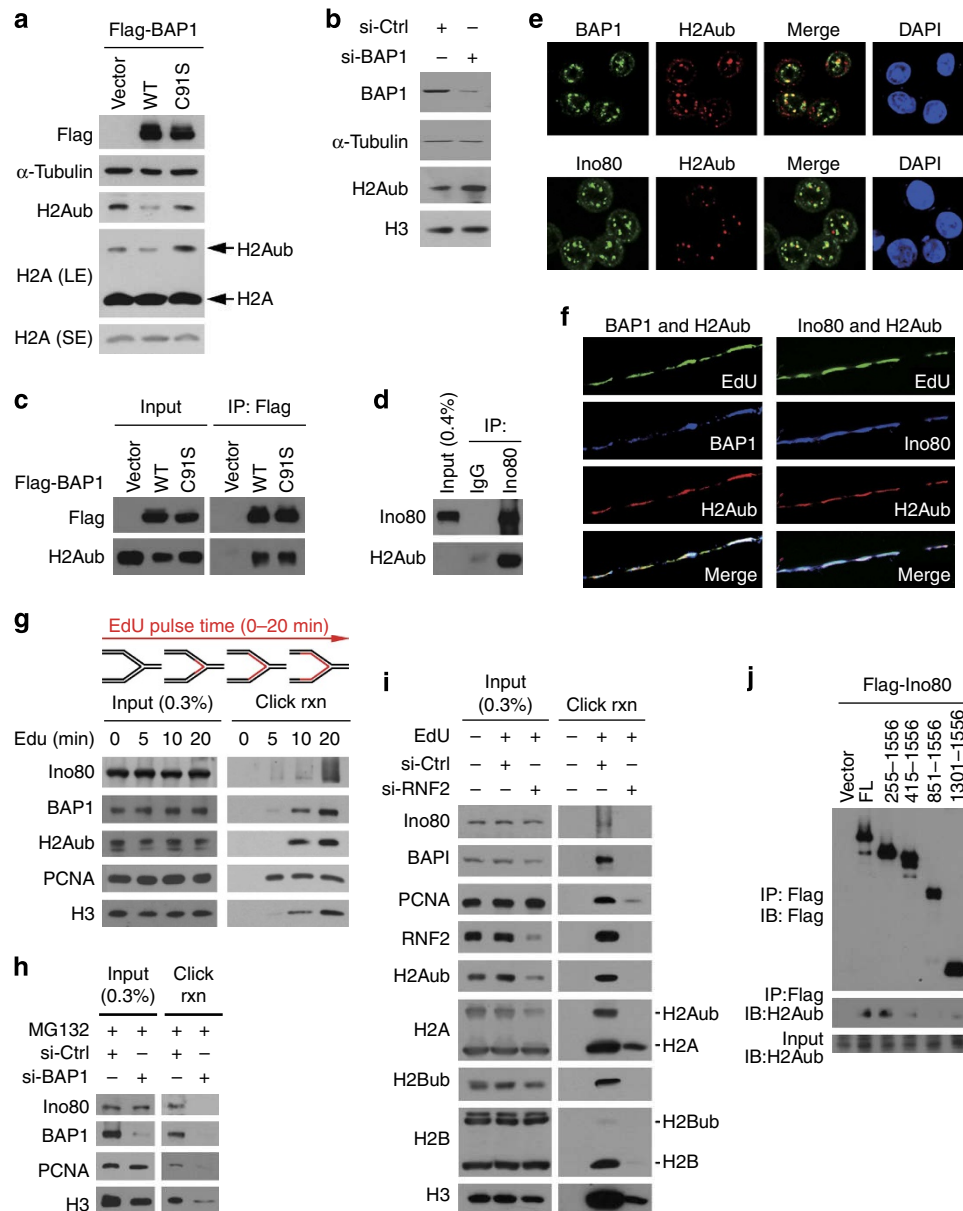 a
Flag-BAP1
Vector
WT
C91S
Flag
α-Tubulin
H2Aub
H2A (LE)
H2Aub
H2A
H2A (SE)
b
si-Ctrl + –
si-BAP1 – +
BAP1
α-Tubulin
H2Aub
H3
c
Input
IP: Flag
Flag-BAP1
Vector
WT
C91S
Vector
WT
C91S
Flag
H2Aub
d
Input (0.4%)
IP:
IgG
Ino80
Ino80
H2Aub
e
BAP1 H2Aub Merge DAPI
Ino80 H2Aub Merge DAPI
f
BAP1 and H2Aub
Ino80 and H2Aub
EdU
EdU
BAP1
Ino80
H2Aub
H2Aub
Merge
Merge
g
EdU pulse time (0–20 min)
Input (0.3%)
Click rxn
Edu (min) 0 5 10 20 0 5 10 20
Ino80
BAP1
H2Aub
PCNA
H3
h
Input
(0.3%)
Click
rxn
MG132 + + + +
si-Ctrl + – + –
si-BAP1 – + – +
Ino80
BAP1
PCNA
H3
i
Input
(0.3%)
Click rxn
EdU – + + – + +
si-Ctrl – + – – + –
si-RNF2 – – + – – +
Ino80
BAPI
PCNA
RNF2
H2Aub
H2A
-H2Aub
-H2A
H2Bub
H2B
-H2Bub
-H2B
H3
j
Flag-Ino80
Vector
FL
255–1556
415–1556
851–1556
1301–1556
IP: Flag
IB: Flag
IP:Flag
IB:H2Aub
Input
IB:H2Aub